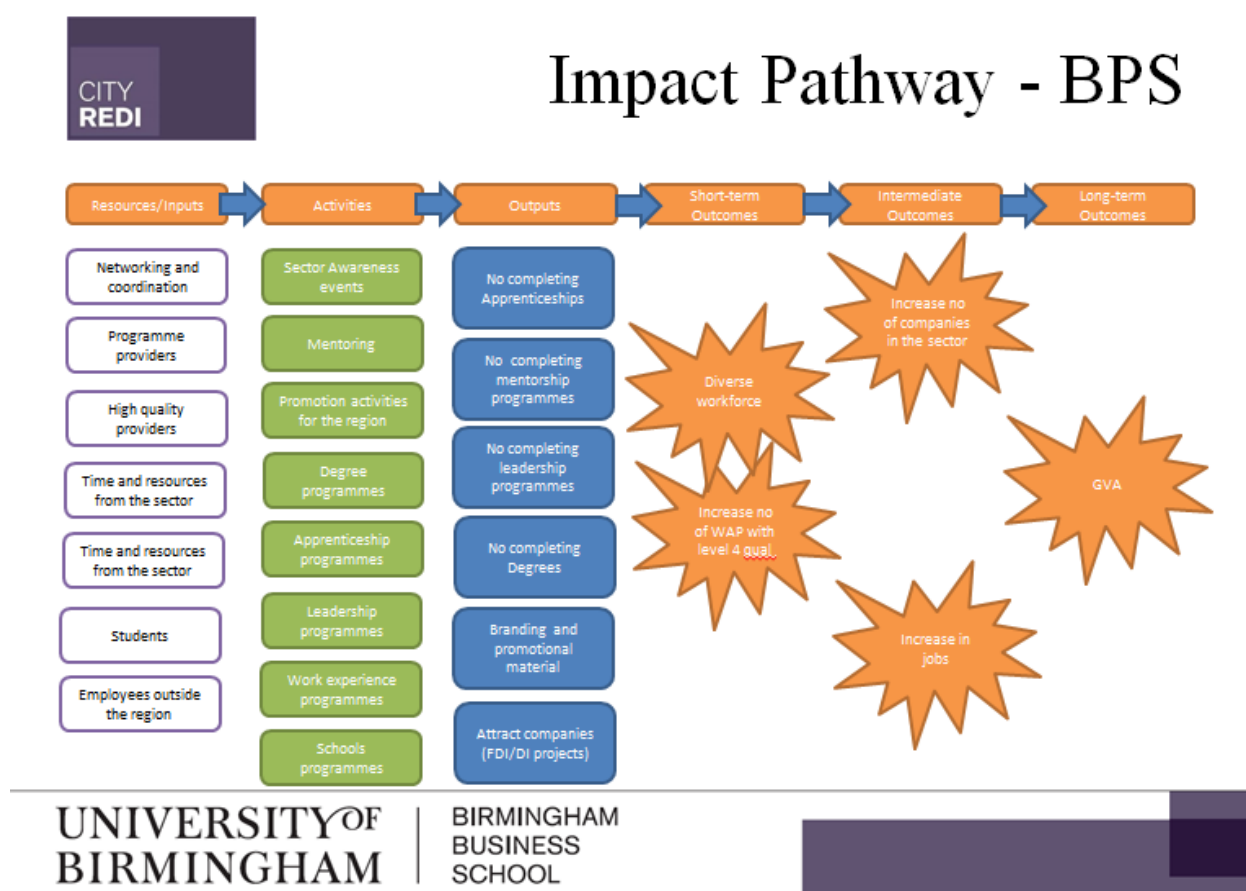 CITY
REDI
Impact Pathway - BPS
Resources/Inputs
Activities
Outputs
Short-term
Outcomes
Intermediate
Outcomes
Long-term
Outcomes
Networking and
coordination
Programme
providers
High quality
providers
Time and resources
from the sector
Time and resources
from the sector
Students
Employees outside
the region
Sector Awareness
events
Mentoring
Promotion activities
for the region
Degree
programmes
Apprenticeship
programmes
Leadership
programmes
Work experience
programmes
Schools
programmes
No completing
Apprenticeships
No completing
mentorship
programmes
No completing
leadership
programmes
No completing
Degrees
Branding and
promotional
material
Attract companies
(FDI/DI projects)
Diverse
workforce
Increase no
of WAP with
level 4 qual.
Increase no
of companies
in the sector
Increase in
jobs
GVA
UNIVERSITY OF
BIRMINGHAM
BIRMINGHAM
BUSINESS
SCHOOL